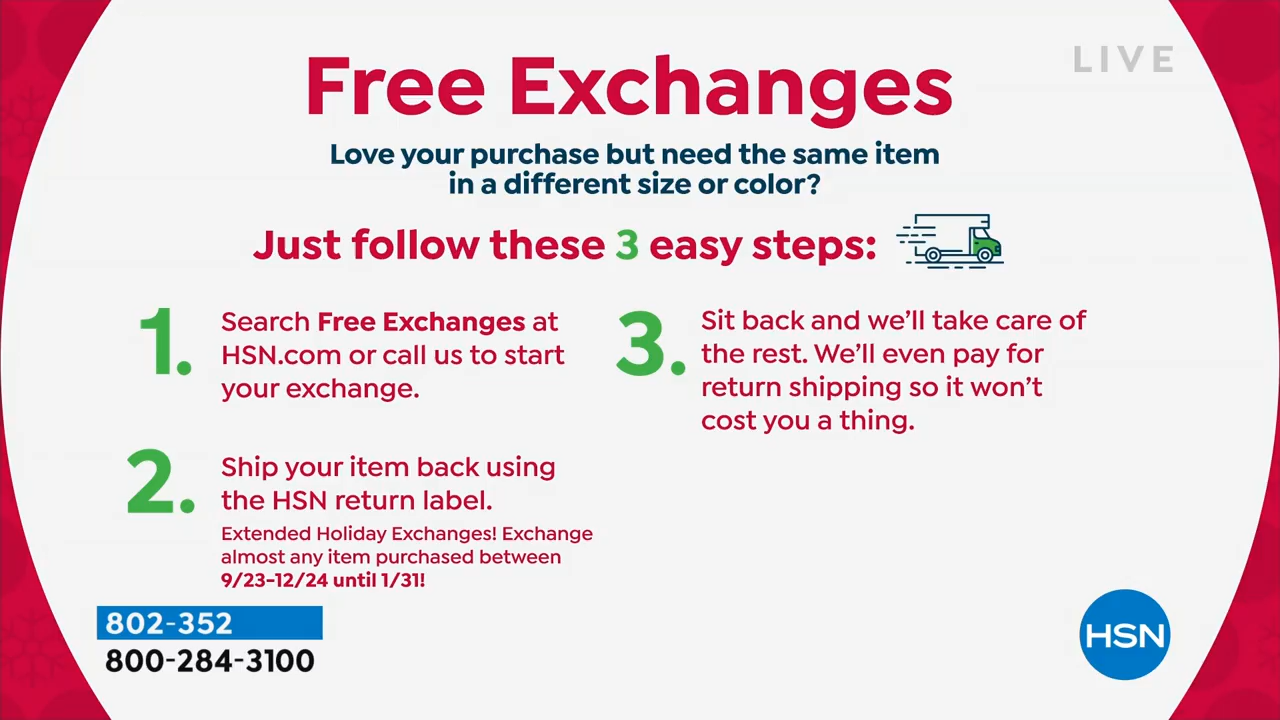 LIVE
Free Exchanges
Love your purchase but need the same item
in a different size or color?
Just follow these 3 easy steps:
1. Search Free Exchanges at
HSN.com or call us to start
your exchange.
2. Ship your item back using
the HSN return label.
Extended Holiday Exchanges! Exchange
almost any item purchased between
9/23-12/24 until 1/31!
3. Sit back and we'll take care of
the rest. We'll even pay for
return shipping so it won't
cost you a thing.
802-352
800-284-3100
HSN